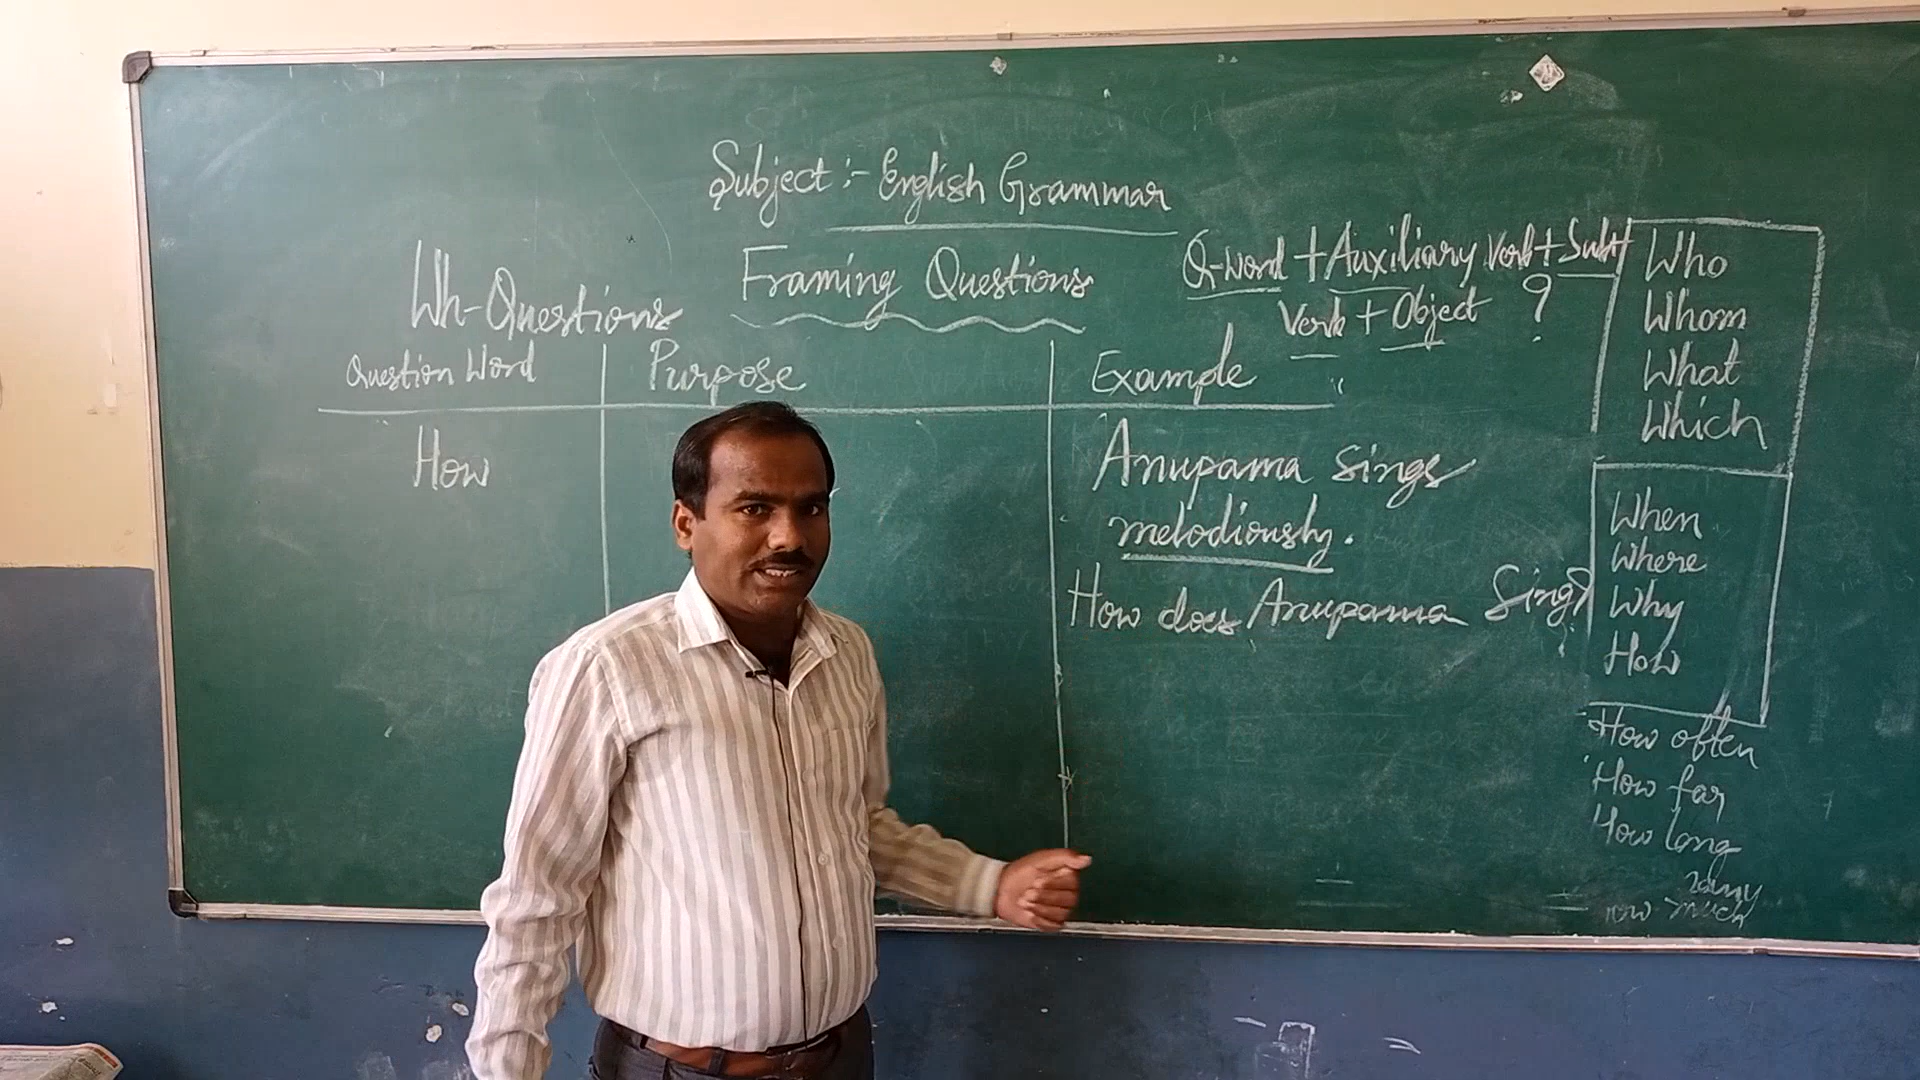 Subject :- English Grammar
Wh-Questions
Framing Questions
Q-word + Auxiliary Verb + Subt
Verb + Object ?
Question Word Purpose Example
How
Anupama sings
melodiously.
How does Anupama Sing?
Who
Whom
What
Which
When
Where
Why
How
How often
How far
How long
many
How much